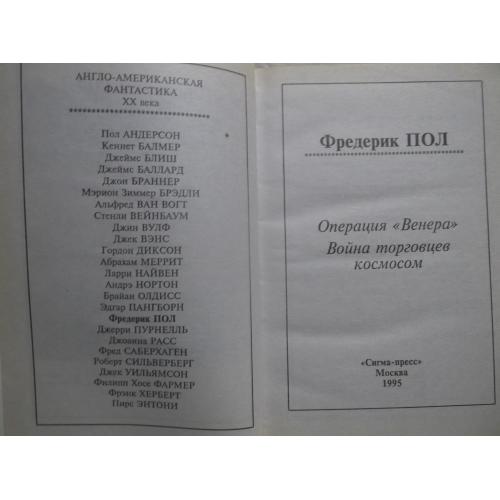 АНГЛО-АМЕРИКАНСКАЯ
ФАНТАСТИКА
XX века
Пол АНДЕРСОН
Кеннет БАЛМЕР
Джеймс БЛИШ
Джеймс БАЛЛАРД
Джон БРАННЕР
Мэрион Зиммер БРЭДЛИ
Альфред ВАН ВОГТ
Стенли ВЕЙНБАУМ
Джин ВУЛФ
Джек ВЭНС
Гордон ДИКСОН
Абрахам МЕРРИТ
Ларри НАЙВЕН
Андрэ НОРТОН
Брайан ОЛДИСС
Эдгар ПАНГБОРН
Фредерик ПОЛ
Джерри ПУРНЕЛЛЬ
Джоанна РАСС
Фред САБЕРХАГЕН
Роберт СИЛЬВЕРБЕРГ
Джек УИЛЬЯМСОН
Филипп Хосе ФАРМЕР
Фрэнк ХЕРБЕРТ
Пирс ЭНТОНИ
Фредерик ПОЛ
Операция «Венера»
Война торговцев
космосом
«Сигма-пресс»
Москва
1995